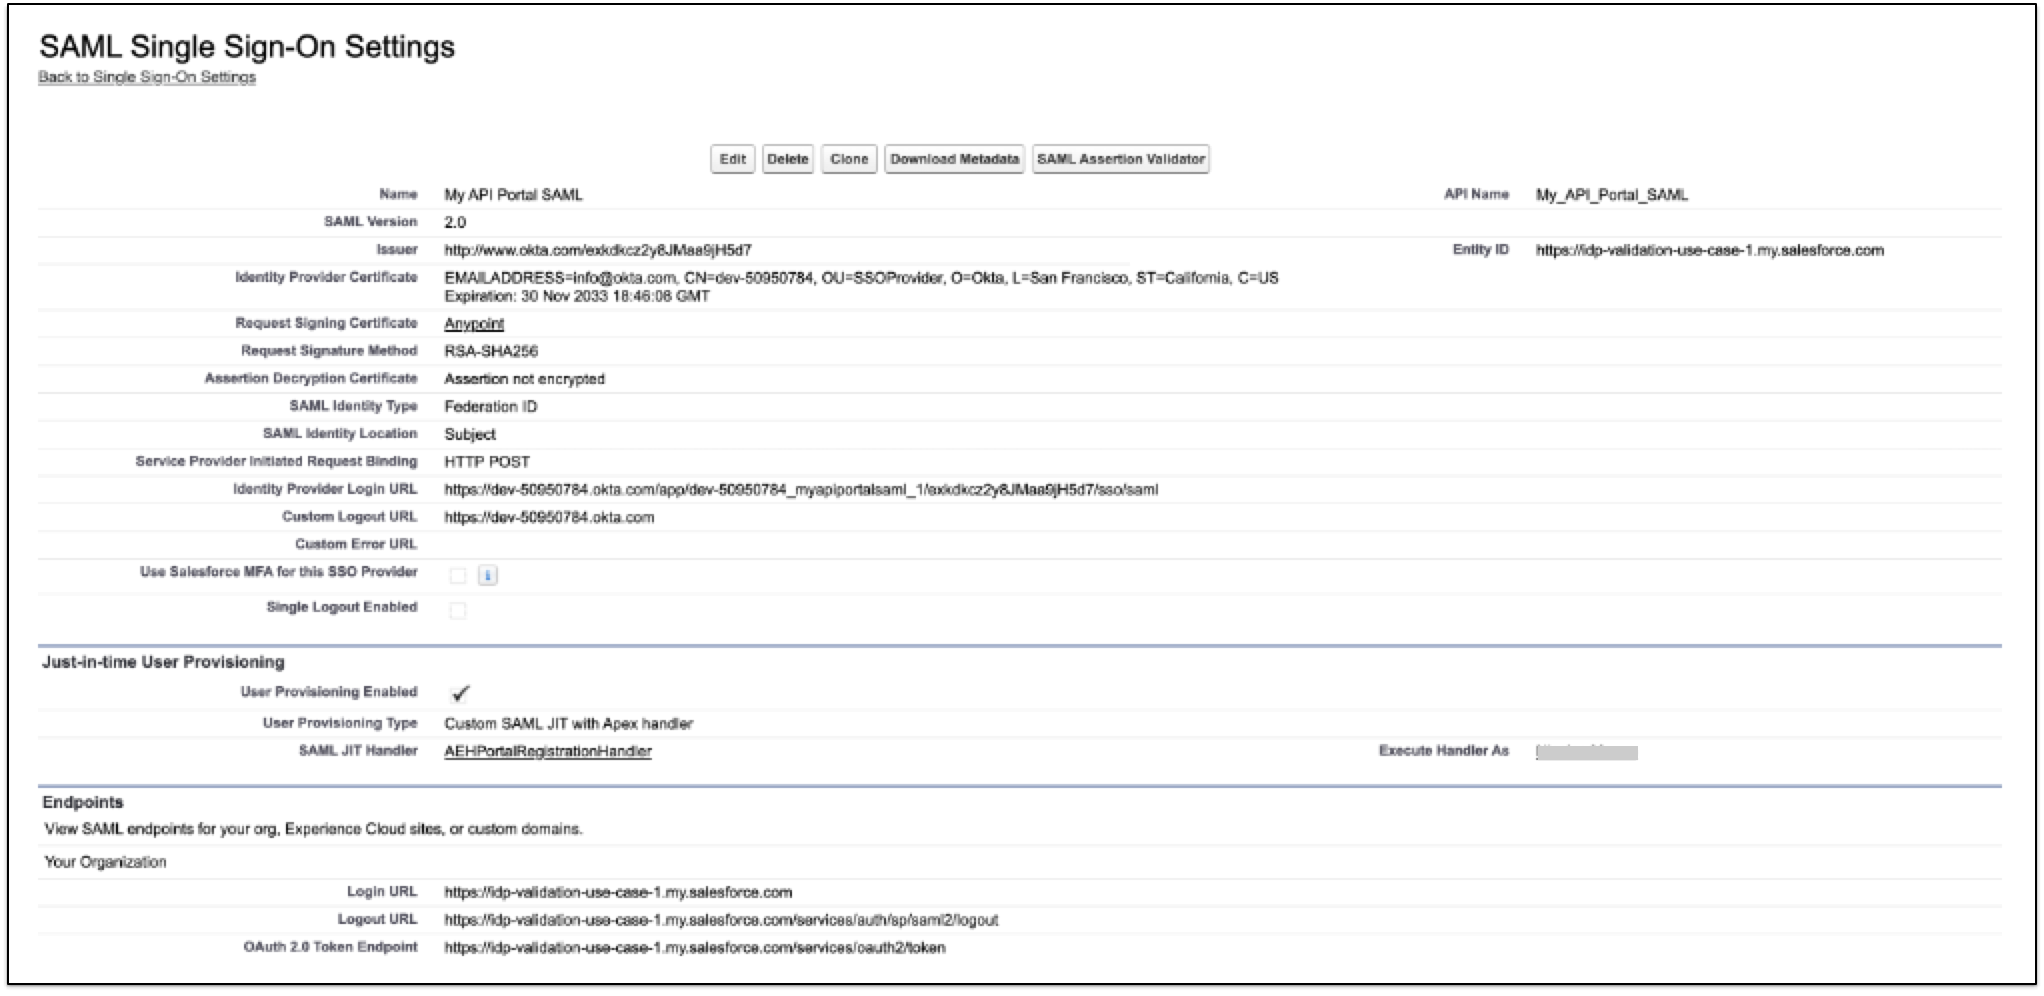 SAML Single Sign-On Settings
Back to Single Sign-On Settings
Edit Delete Clone Download Metadata SAML Assertion Validator
Name My API Portal SAML API Name My_API_Portal_SAML
SAML Version 2.0
Issuer http://www.okta.com/exkdkcz2y8JMaa9jH5d7 Entity ID https://idp-validation-use-case-1.my.salesforce.com
Identity Provider Certificate EMAILADDRESS=info@okta.com, CN=dev-50950784, OU=SSOProvider, O=Okta, L=San Francisco, ST=California, C=US
Expiration: 30 Nov 2033 18:46:08 GMT
Request Signing Certificate Anypoint
Request Signature Method RSA-SHA256
Assertion Decryption Certificate Assertion not encrypted
SAML Identity Type Federation ID
SAML Identity Location Subject
Service Provider Initiated Request Binding HTTP POST
Identity Provider Login URL https://dev-50950784.okta.com/app/dev-50950784_myapiportalsaml_1/exkdkcz2y8JMaa9jH5d7/sso/saml
Custom Logout URL https://dev-50950784.okta.com
Custom Error URL
Use Salesforce MFA for this SSO Provider i
Single Logout Enabled
Just-in-time User Provisioning
User Provisioning Enabled ✓
User Provisioning Type Custom SAML JIT with Apex handler
SAML JIT Handler AEHPortalRegistrationHandler Execute Handler As
Endpoints
View SAML endpoints for your org, Experience Cloud sites, or custom domains.
Your Organization
Login URL https://idp-validation-use-case-1.my.salesforce.com
Logout URL https://idp-validation-use-case-1.my.salesforce.com/services/auth/sp/saml2/logout
OAuth 2.0 Token Endpoint https://idp-validation-use-case-1.my.salesforce.com/services/oauth2/token